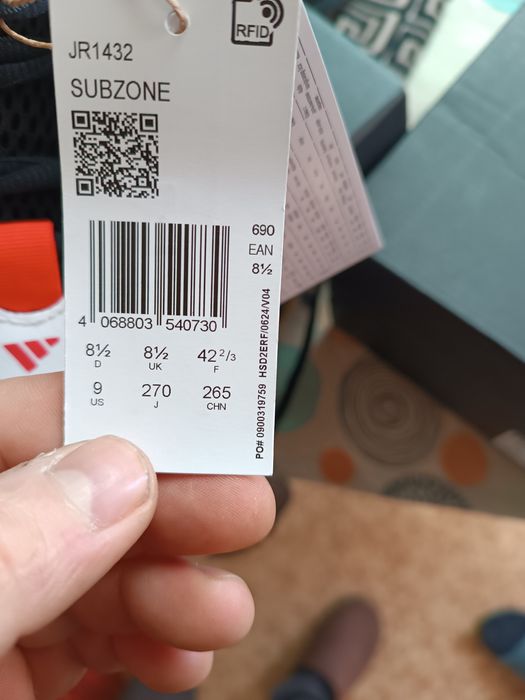 RFID
JR1432
SUBZONE
690
EAN
8½
4 068803 540730
8½ 8½ 42 2/3
D UK F
9 270 265
US J CHN
PO# 0900319759 HSD2ERF/0624/V04